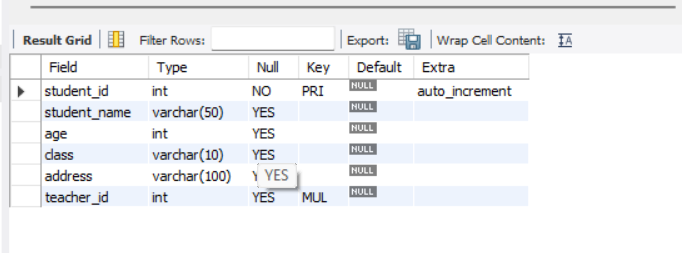 Result Grid Filter Rows: Export: Wrap Cell Content: IA
Field Type Null Key Default Extra
student_id int NO PRI NULL auto_increment
student_name varchar(50) YES NULL
age int YES NULL
class varchar(10) YES NULL
address varchar(100) Y YES NULL
teacher_id int YES MUL NULL